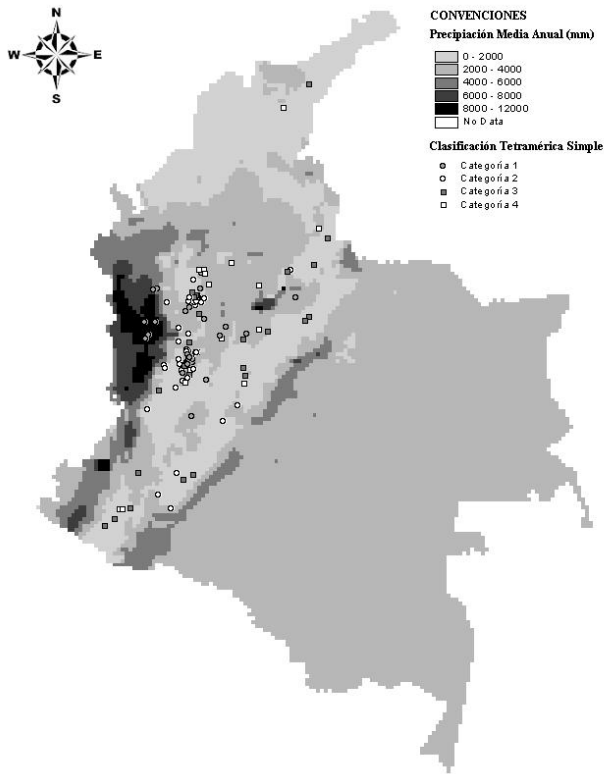 N
W E
S
CONVENCIONES
Precipiación Media Anual (mm)
0 - 2000
2000 - 4000
4000 - 6000
6000 - 8000
8000 - 12000
No Data
Clasificación Tetramérica Simple
Categoría 1
Categoría 2
Categoría 3
Categoría 4